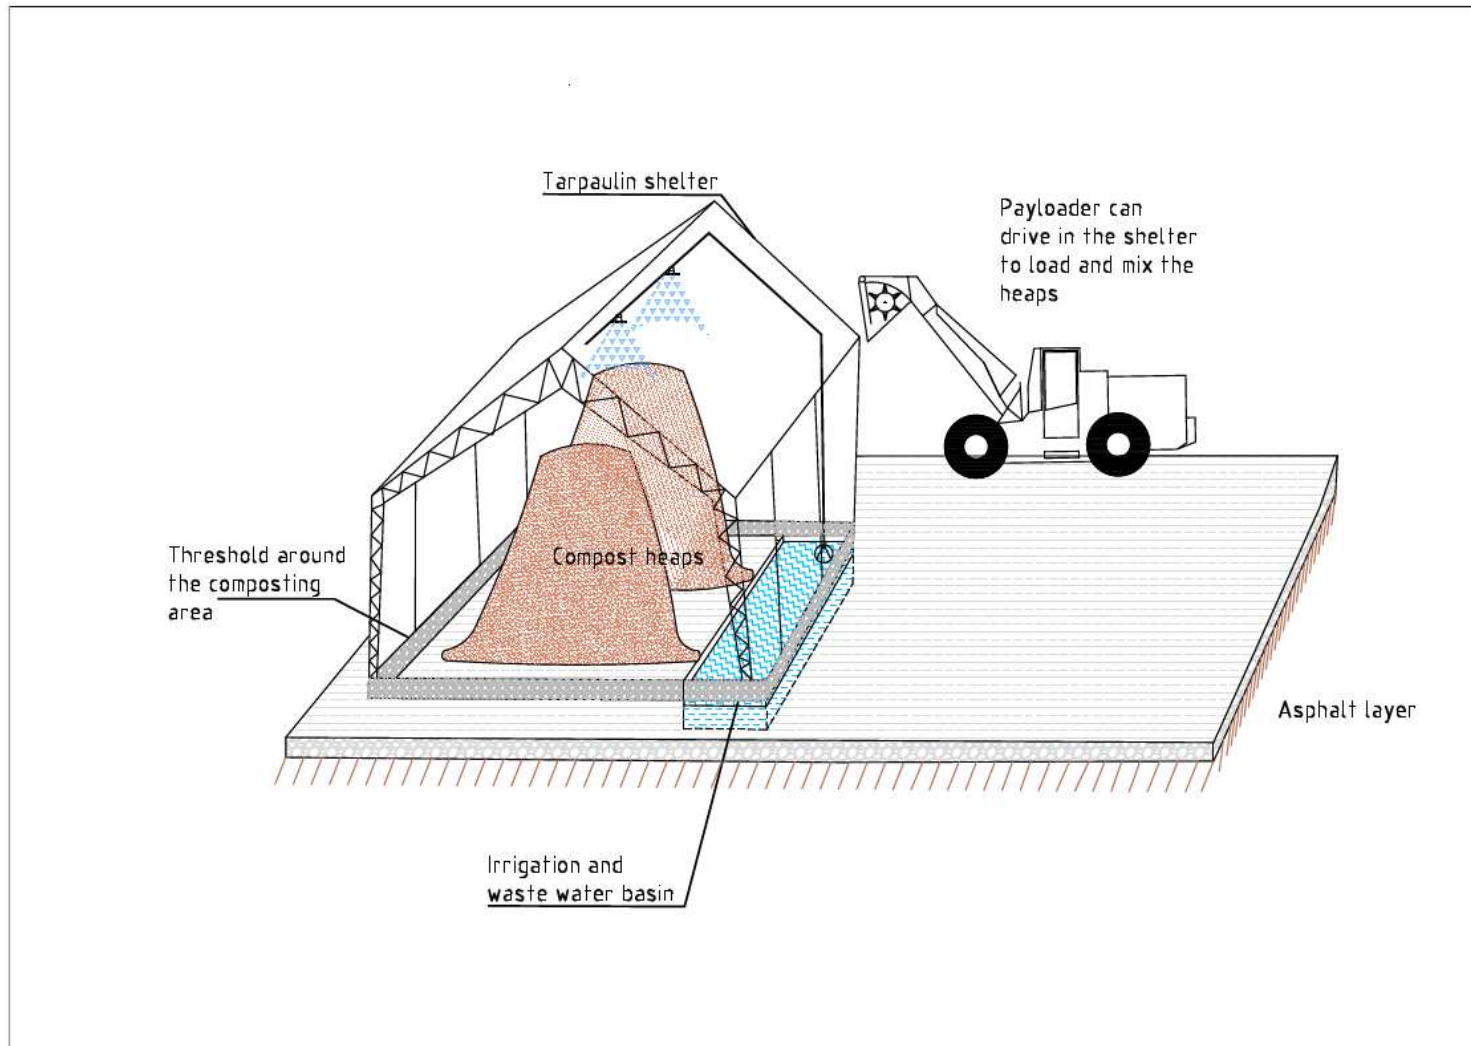 Tarpaulin shelter
Payloader can
drive in the shelter
to load and mix the
heaps
Compost heaps
Threshold around
the composting
area
Asphalt layer
Irrigation and
waste water basin